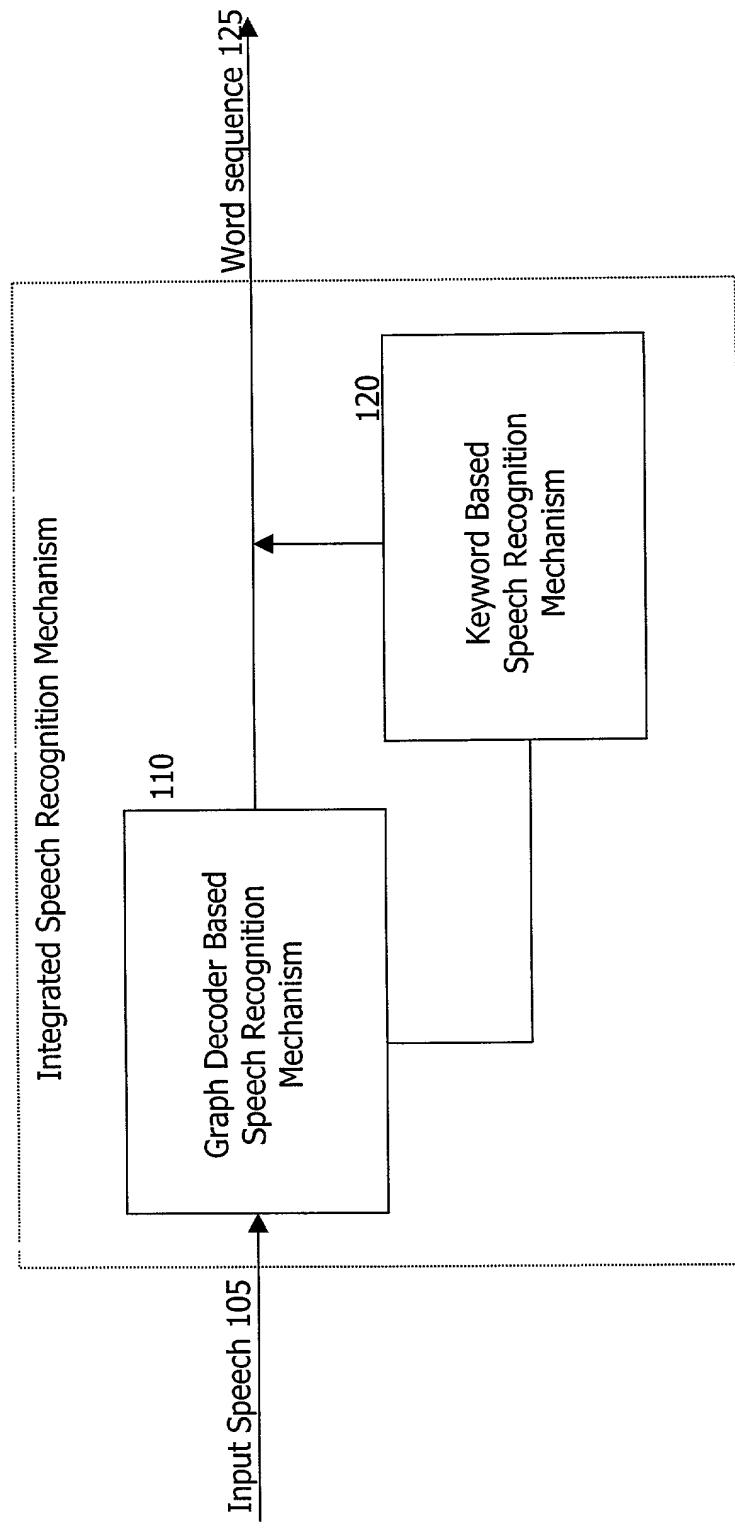 Integrated Speech Recognition Mechanism
Input Speech 105
110
Graph Decoder Based
Speech Recognition
Mechanism
120
Keyword Based
Speech Recognition
Mechanism
Word sequence 125